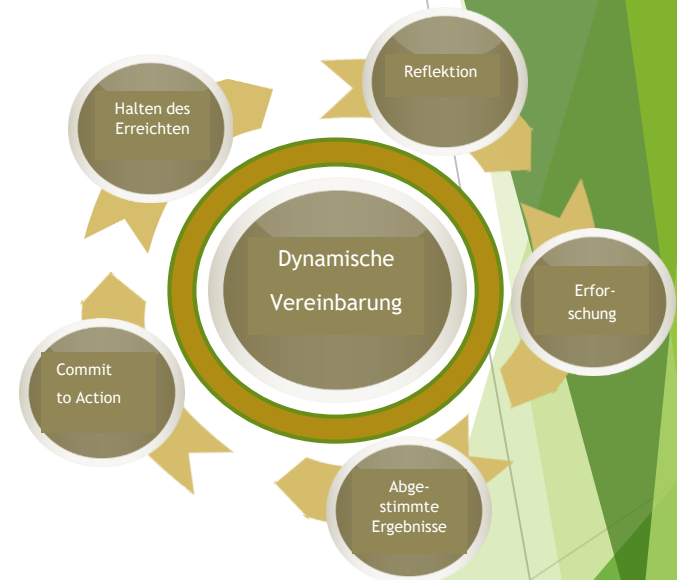 Reflektion
Halten des
Erreichten
Dynamische
Vereinbarung
Erfor-
schung
Commit
to Action
Abge-
stimmte
Ergebnisse